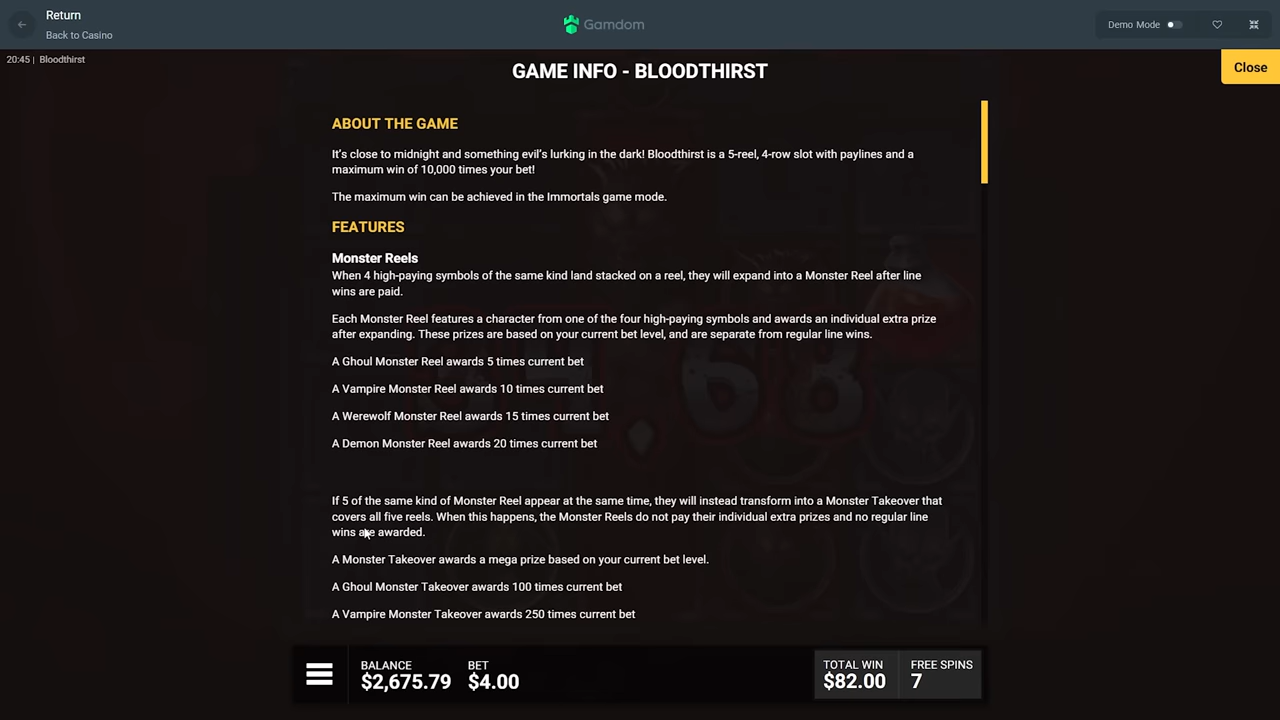 Return
Back to Casino
Gamdom
Demo Mode
20:45 | Bloodthirst
GAME INFO - BLOODTHIRST
Close
ABOUT THE GAME
It's close to midnight and something evil's lurking in the dark! Bloodthirst is a 5-reel, 4-row slot with paylines and a
maximum win of 10,000 times your bet!
The maximum win can be achieved in the Immortals game mode.
FEATURES
Monster Reels
When 4 high-paying symbols of the same kind land stacked on a reel, they will expand into a Monster Reel after line
wins are paid.
Each Monster Reel features a character from one of the four high-paying symbols and awards an individual extra prize
after expanding. These prizes are based on your current bet level, and are separate from regular line wins.
A Ghoul Monster Reel awards 5 times current bet
A Vampire Monster Reel awards 10 times current bet
A Werewolf Monster Reel awards 15 times current bet
A Demon Monster Reel awards 20 times current bet
If 5 of the same kind of Monster Reel appear at the same time, they will instead transform into a Monster Takeover that
covers all five reels. When this happens, the Monster Reels do not pay their individual extra prizes and no regular line
wins are awarded.
A Monster Takeover awards a mega prize based on your current bet level.
A Ghoul Monster Takeover awards 100 times current bet
A Vampire Monster Takeover awards 250 times current bet
BALANCE
$2,675.79
BET
$4.00
TOTAL WIN
$82.00
FREE SPINS
7